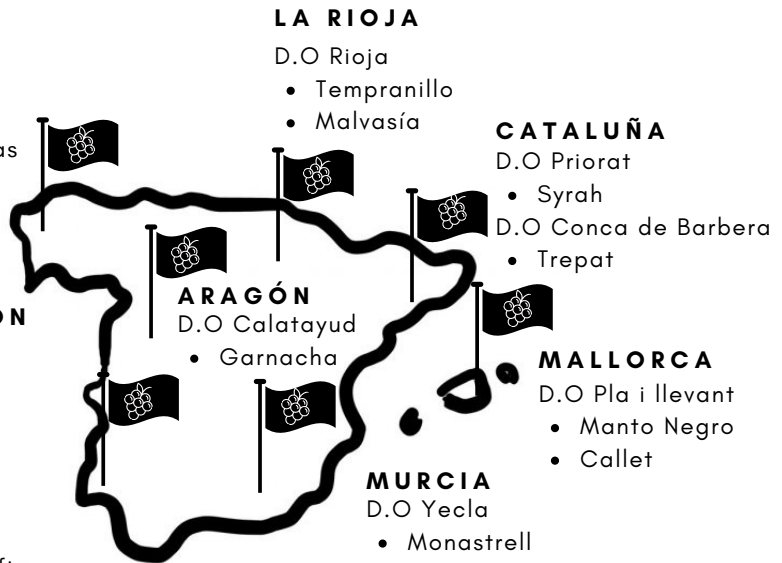 LA RIOJA
D.O Rioja
• Tempranillo
• Malvasía
CATALUÑA
D.O Priorat
• Syrah
D.O Conca de Barbera
• Trepat
ARAGÓN
D.O Calatayud
• Garnacha
MALLORCA
D.O Pla i llevant
• Manto Negro
• Callet
MURCIA
D.O Yecla
• Monastrell